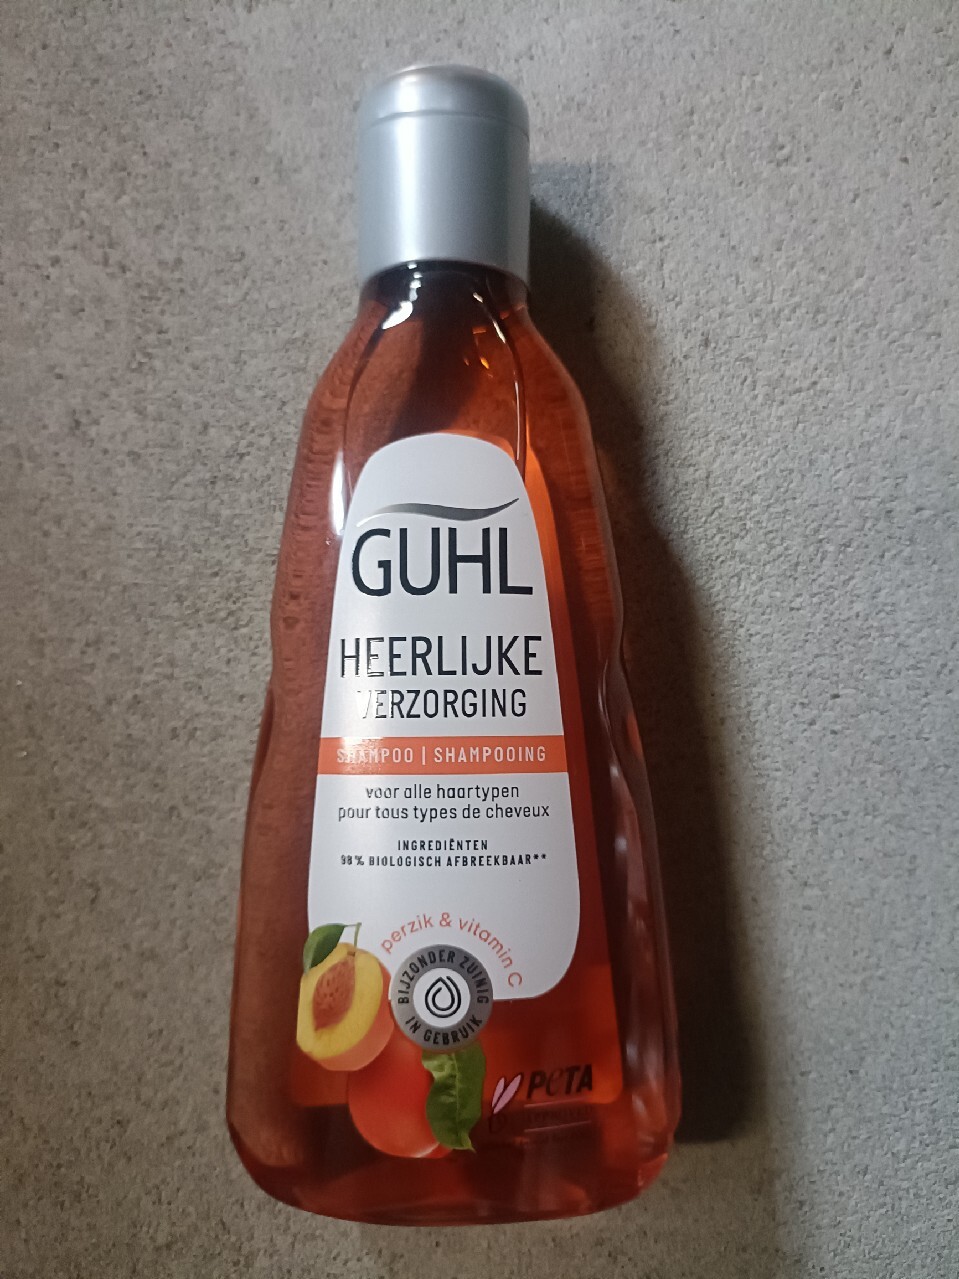 GUHL
HEERLIJKE
VERZORGING
SHAMPOO | SHAMPOOING
voor alle haartypen
pour tous types de cheveux
INGREDIËNTEN
98% BIOLOGISCH AFBREEKBAAR**
perzik & vitamin C
BIJZONDER ZUINIG
IN GEBRUIK
PeTA